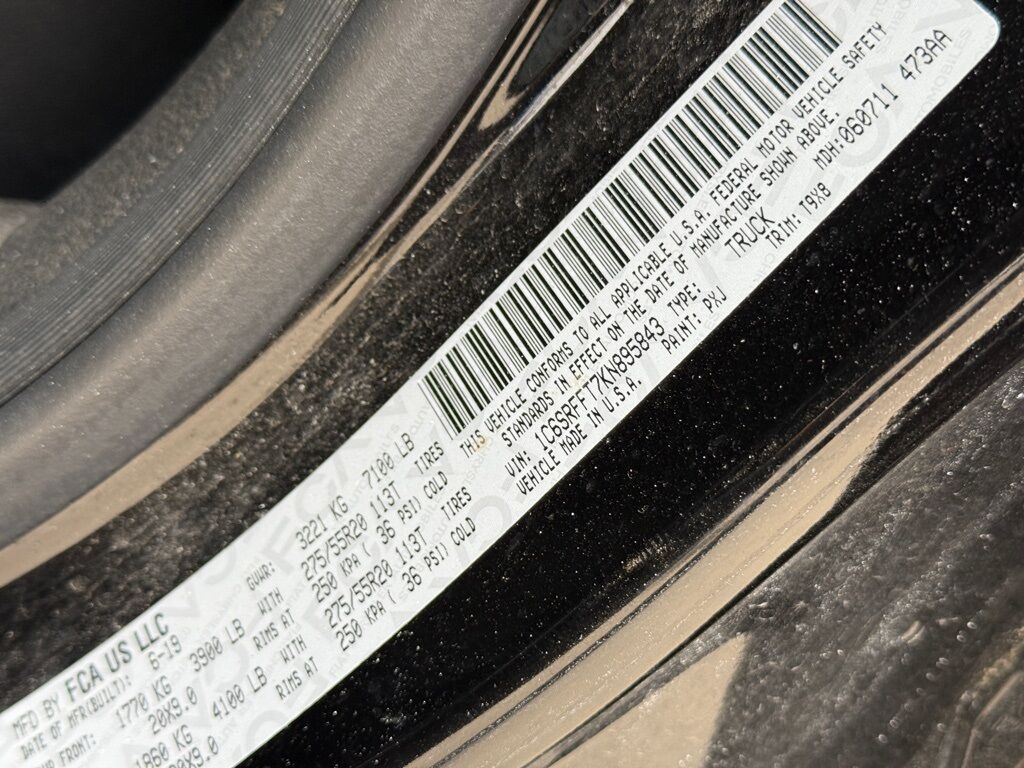 MFD BY FCA US LLC
DATE OF MFR(BUILT): 6-19 GVWR: 3221 KG 7100 LB
FRONT: 1770 KG 3900 LB WITH 275/55R20 113T TIRES
20X9.0 RIMS AT 250 KPA ( 36 PSI) COLD
1860 KG 4100 LB WITH 275/55R20 113T TIRES
20X9.0 RIMS AT 250 KPA ( 36 PSI) COLD
THIS VEHICLE CONFORMS TO ALL APPLICABLE U.S.A. FEDERAL MOTOR VEHICLE SAFETY
STANDARDS IN EFFECT ON THE DATE OF MANUFACTURE SHOWN ABOVE.
VIN: 1C6SRFFT7KN895843 TYPE: TRUCK MDH: 060711 473AA
VEHICLE MADE IN U.S.A. PAINT: PXJ TRIM: T9X8